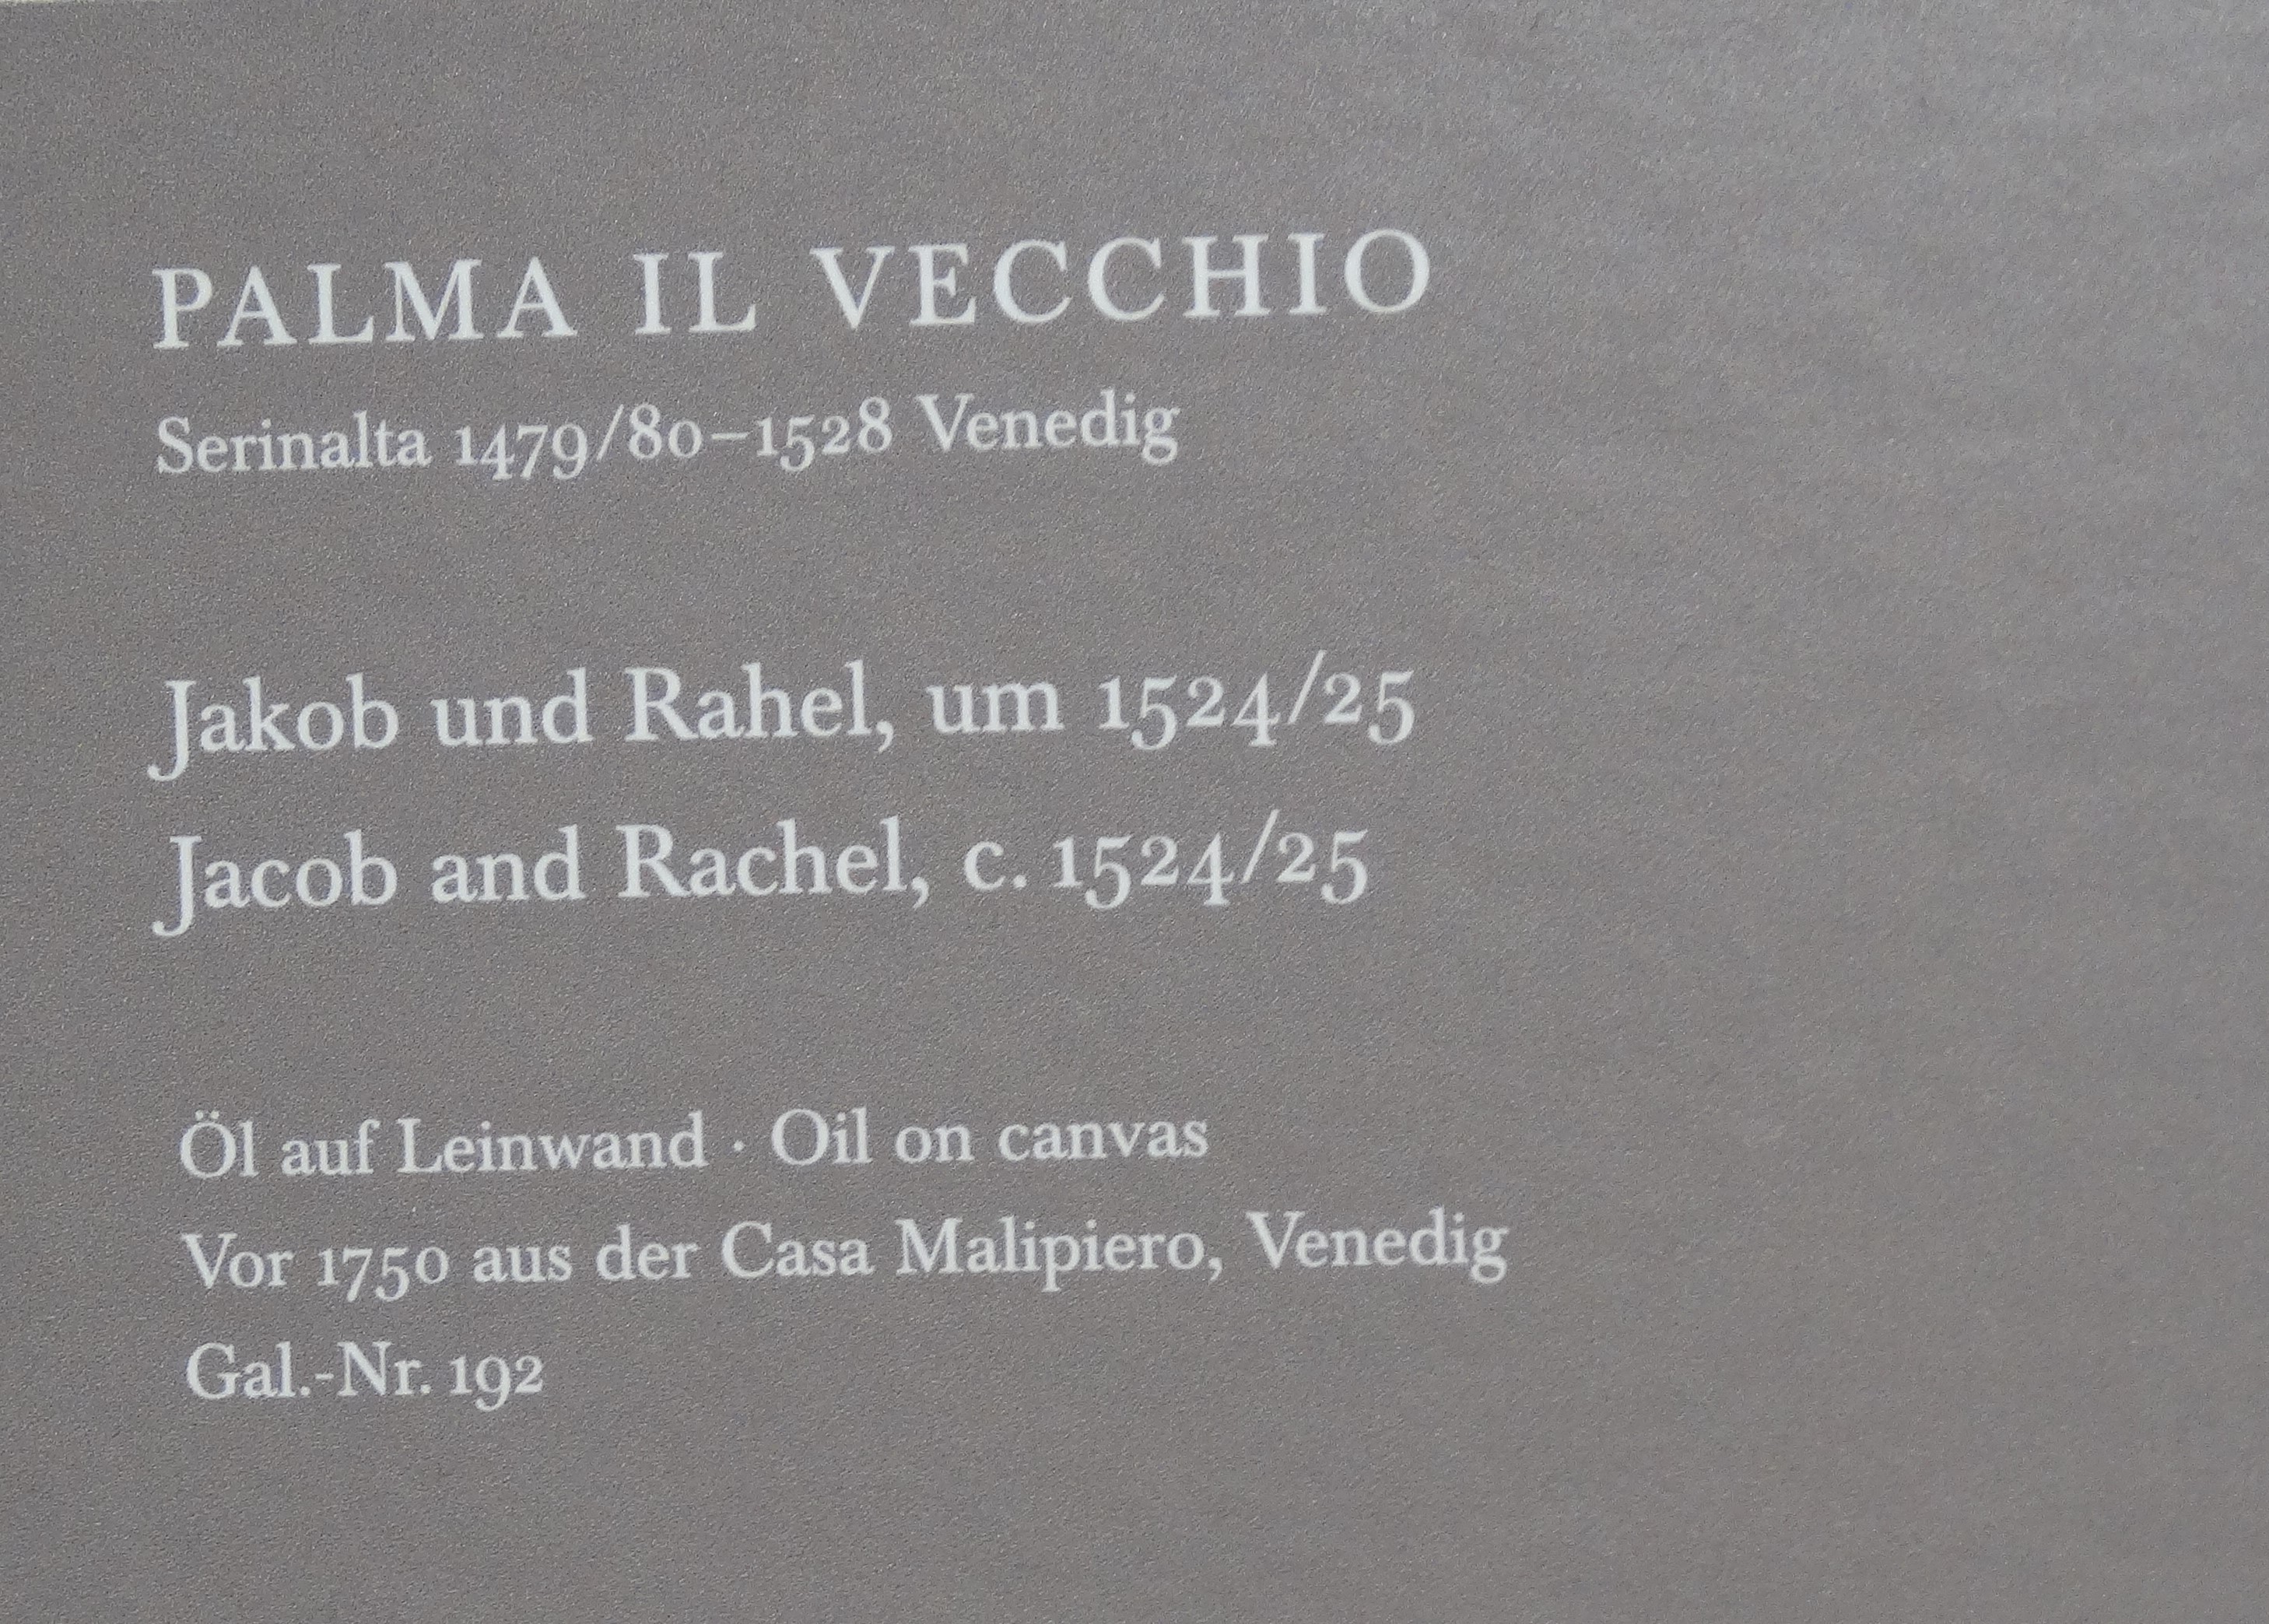 PALMA IL VECCHIO
Serinalta 1479/80–1528 Venedig
Jakob und Rahel, um 1524/25
Jacob and Rachel, c. 1524/25
Öl auf Leinwand · Oil on canvas
Vor 1750 aus der Casa Malipiero, Venedig
Gal.-Nr. 192